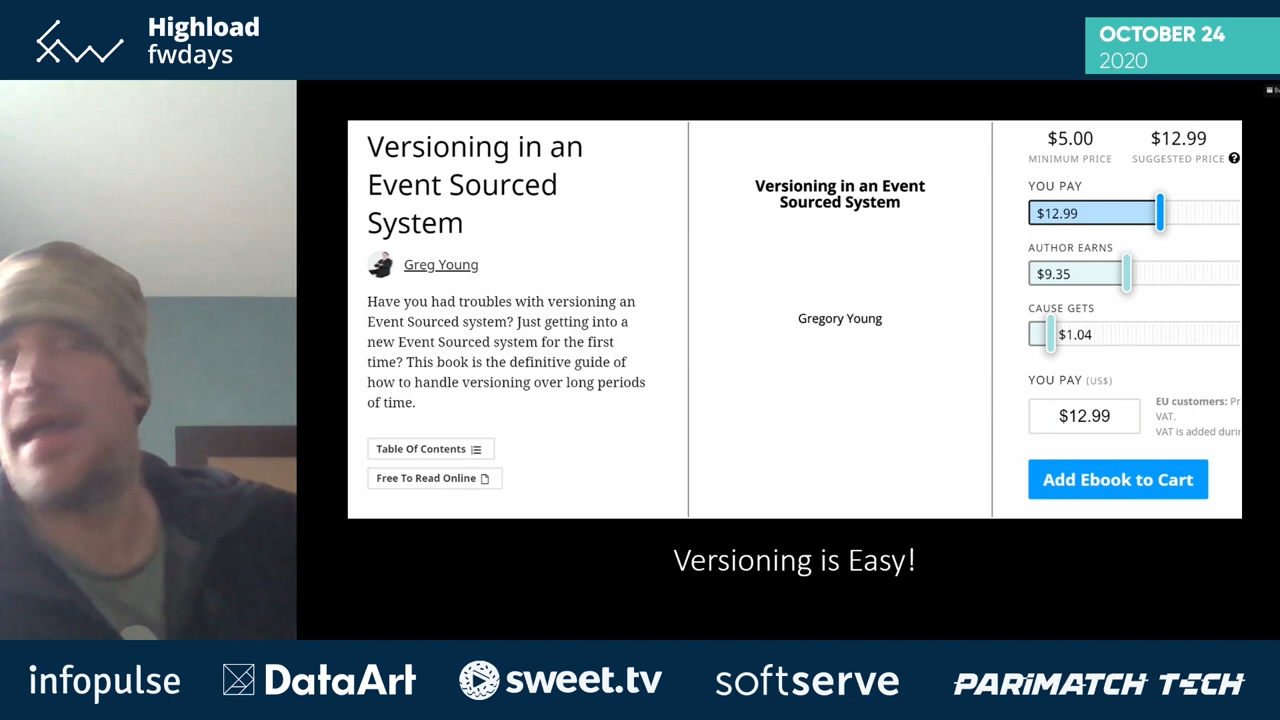 Highload
fwdays
OCTOBER 24
2020
Versioning in an
Event Sourced
System
Greg Young
Have you had troubles with versioning an
Event Sourced system? Just getting into a
new Event Sourced system for the first
time? This book is the definitive guide of
how to handle versioning over long periods
of time.
Table Of Contents
Free To Read Online
Versioning in an Event
Sourced System
Gregory Young
$5.00 $12.99
MINIMUM PRICE SUGGESTED PRICE ?
YOU PAY
$12.99
AUTHOR EARNS
$9.35
CAUSE GETS
$1.04
YOU PAY (US$)
$12.99
EU customers: Pr
VAT.
VAT is added durin
Add Ebook to Cart
Versioning is Easy!
infopulse
DataArt
sweet.tv
softserve
PARIMATCH TECH